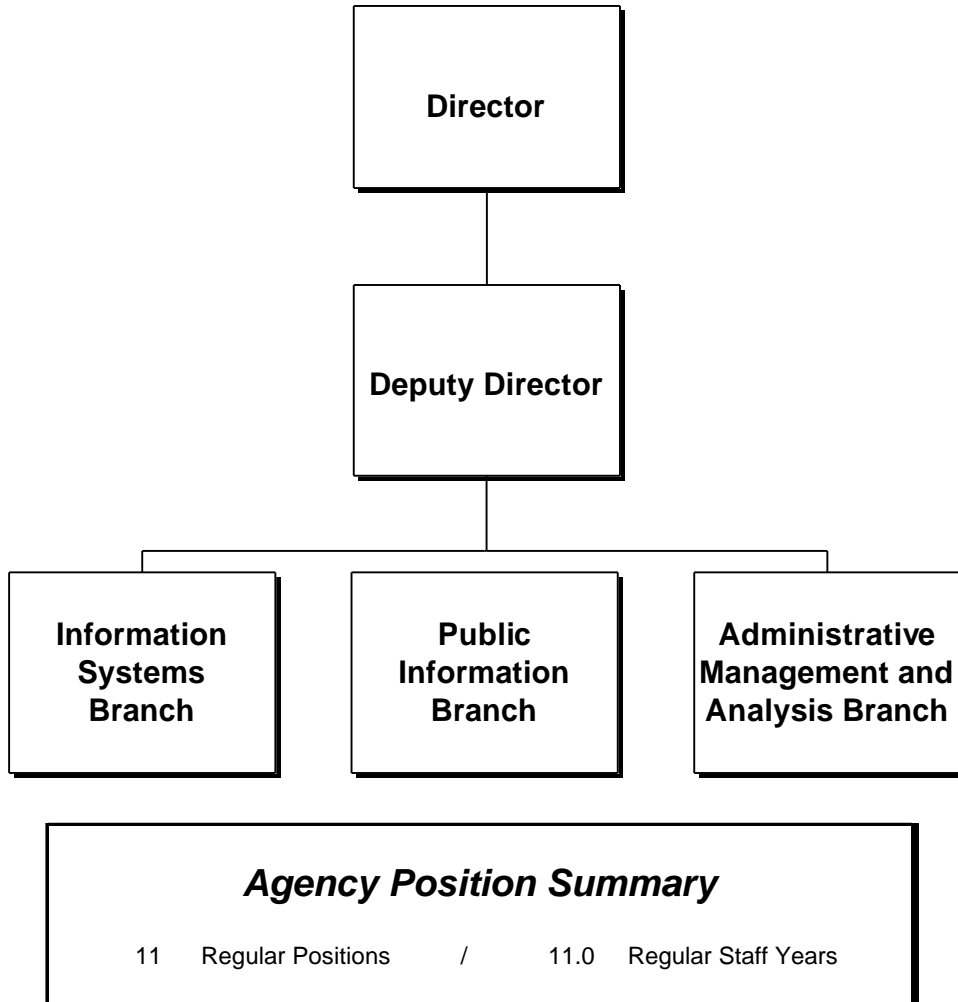 Director
Deputy Director
Information
Systems
Branch
Public
Information
Branch
Administrative
Management and
Analysis Branch
Agency Position Summary
11 Regular Positions / 11.0 Regular Staff Years